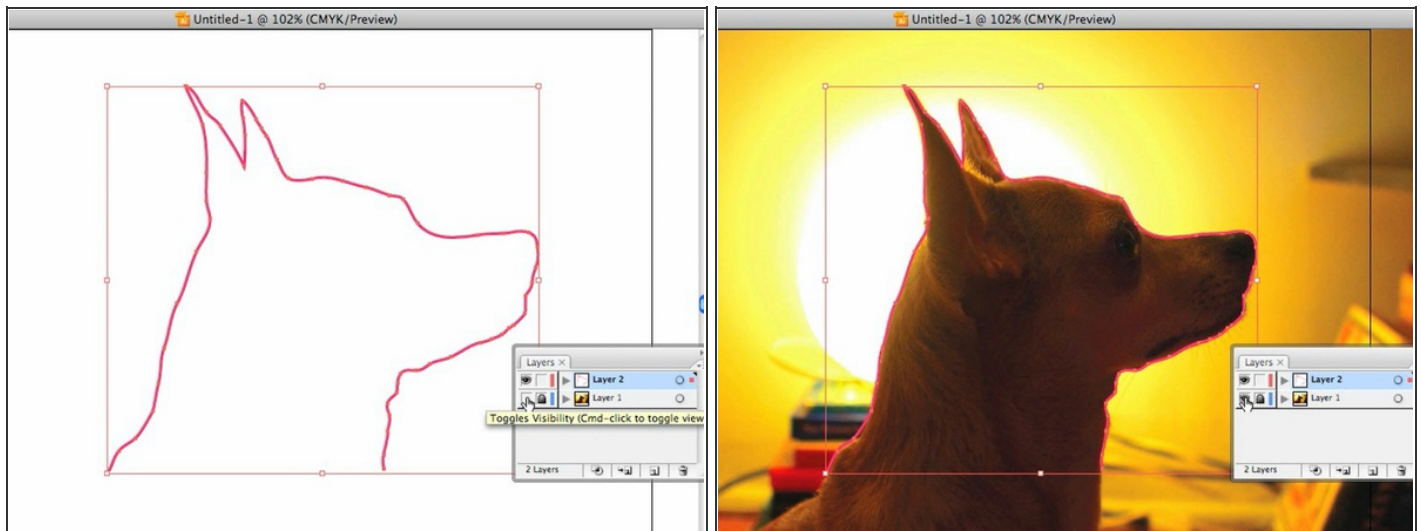 Untitled-1 @ 102% (CMYK/Preview)
Layers ×
Layer 2
Layer 1
Toggles Visibility (Cmd-click to toggle view
2 Layers
Untitled-1 @ 102% (CMYK/Preview)
Layers ×
Layer 2
Layer 1
2 Layers